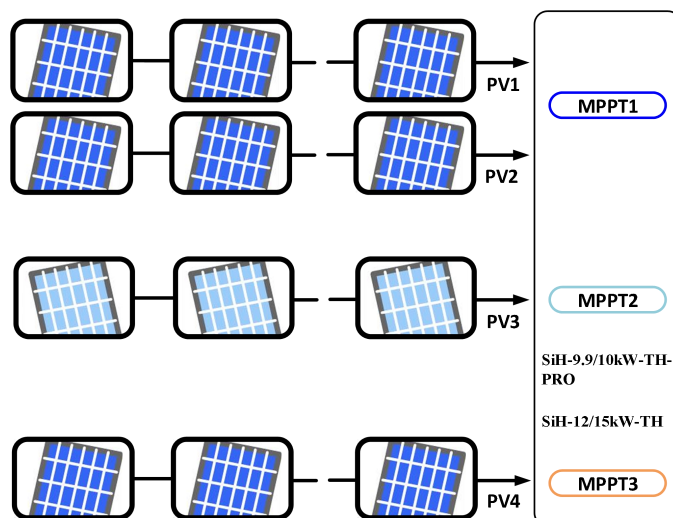 PV1
MPPT1
PV2
PV3
MPPT2
SiH-9.9/10kW-TH-
PRO
SiH-12/15kW-TH
PV4
MPPT3